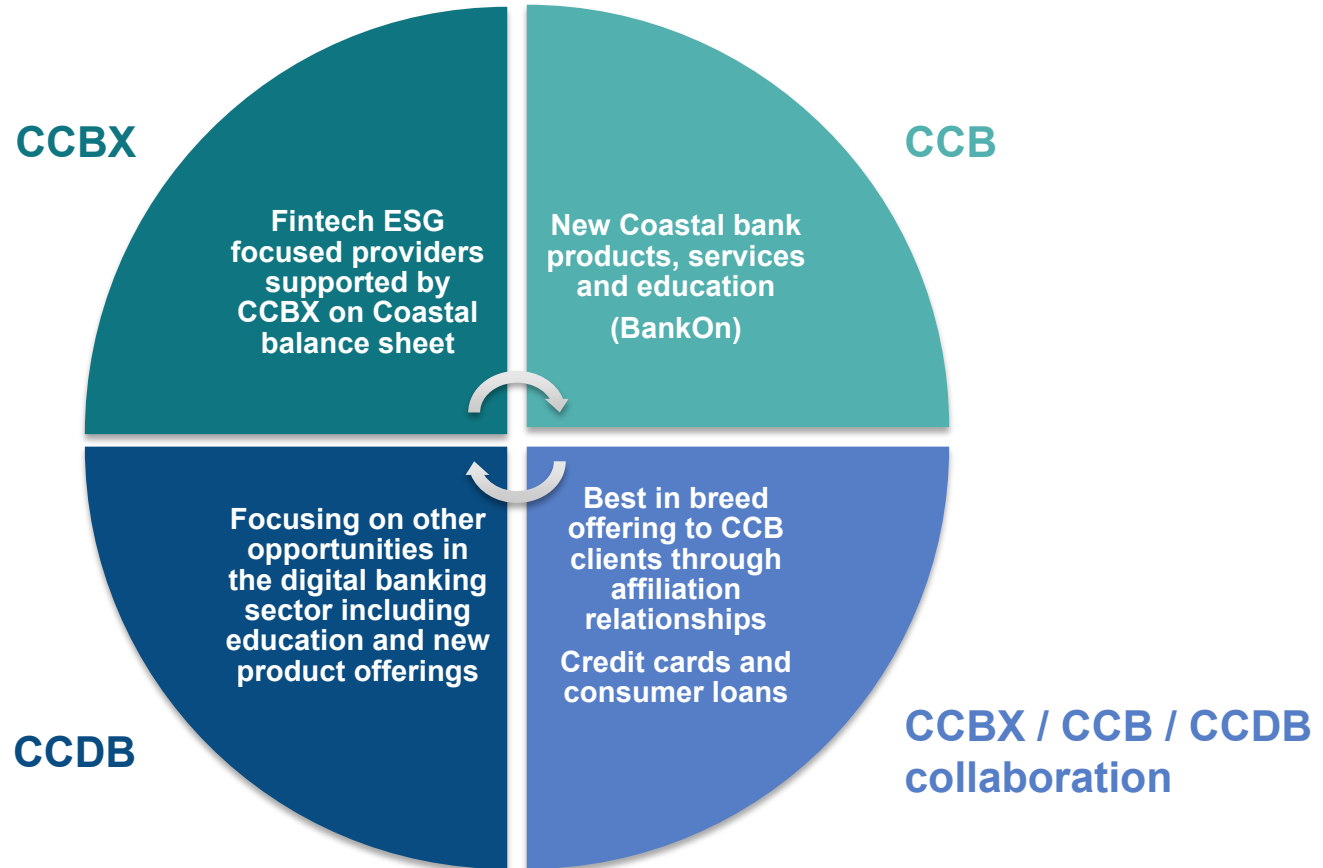 CCBX
Fintech ESG
focused providers
supported by
CCBX on Coastal
balance sheet
CCB
New Coastal bank
products, services
and education
(BankOn)
CCDB
Focusing on other
opportunities in
the digital banking
sector including
education and new
product offerings
Best in breed
offering to CCB
clients through
affiliation
relationships
Credit cards and
consumer loans
CCBX / CCB / CCDB
collaboration